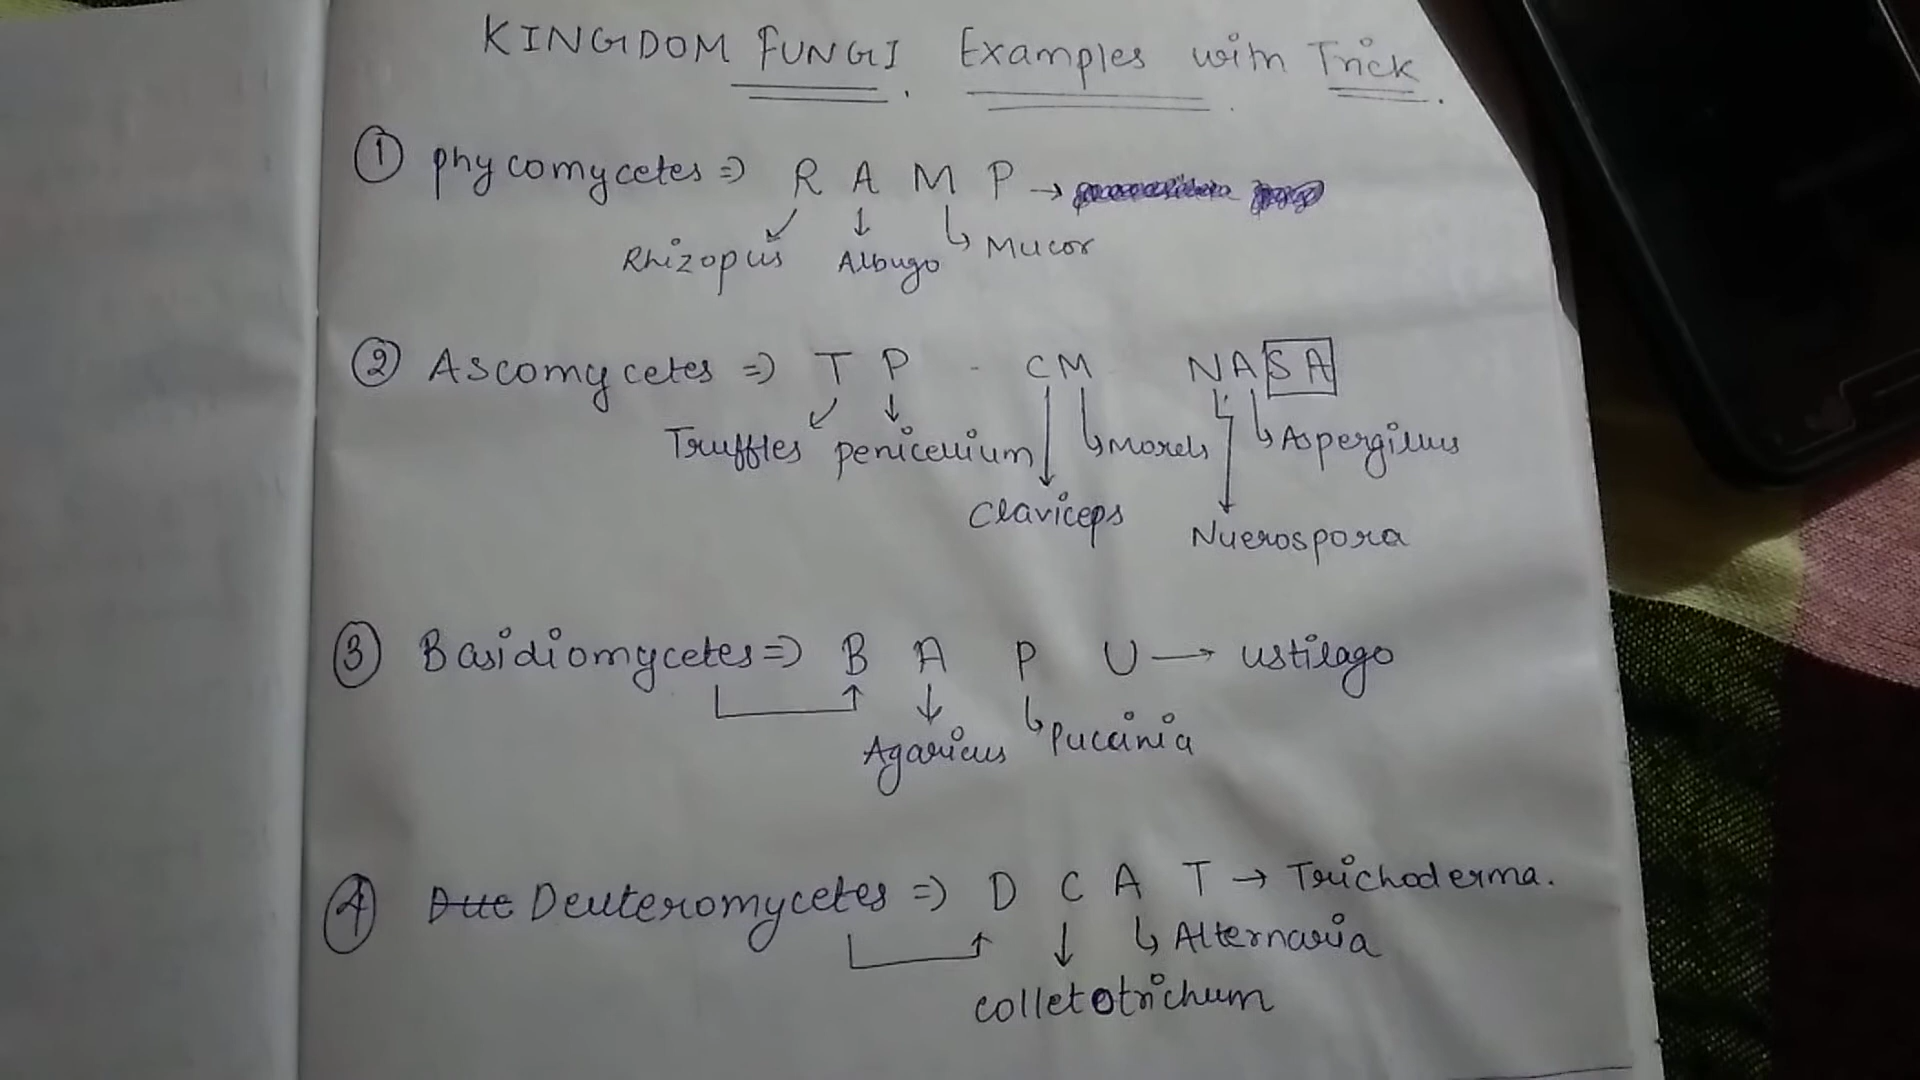 KINGDOM FUNGI. Examples with Trick.
① phycomycetes => R A M P →
Rhizopus Albugo Mucor
② Ascomycetes => T P - CM NASA
Truffles penicellium Morels Aspergillus
Claviceps Nuerospora
③ Basidiomycetes => B A P U → ustilago
Agaricus Puccinia
④ Due Deuteromycetes => D C A T → Trichoderma.
Alternaria
colletotrichum